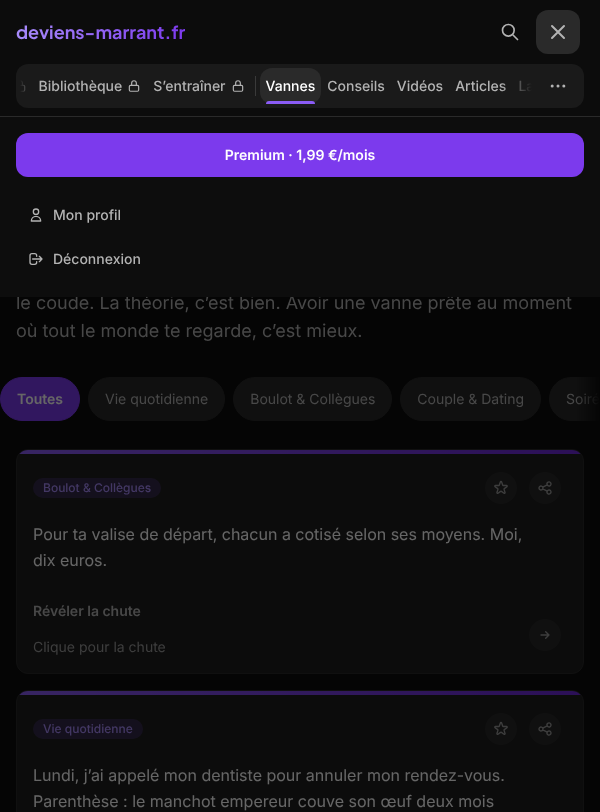 deviens-marrant.fr
Bibliothèque S'entraîner Vannes Conseils Vidéos Articles
Premium · 1,99 €/mois
Mon profil
Déconnexion
le coude. La théorie, c'est bien. Avoir une vanne prête au moment
où tout le monde te regarde, c'est mieux.
Toutes Vie quotidienne Boulot & Collègues Couple & Dating
Boulot & Collègues
Pour ta valise de départ, chacun a cotisé selon ses moyens. Moi,
dix euros.
Révéler la chute
Clique pour la chute
Vie quotidienne
Lundi, j'ai appelé mon dentiste pour annuler mon rendez-vous.
Parenthèse : le manchot empereur couve son œuf deux mois